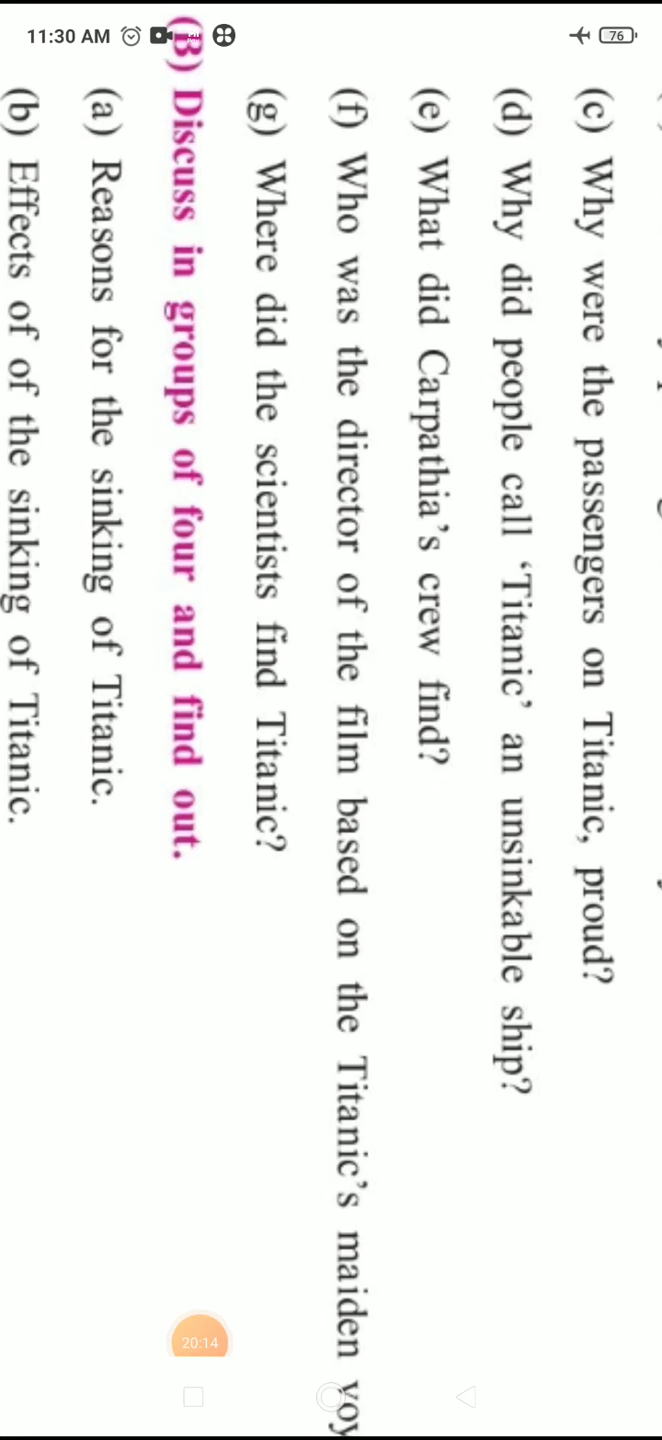 11:30 AM
76
(c) Why were the passengers on Titanic, proud?
(d) Why did people call ‘Titanic’ an unsinkable ship?
(e) What did Carpathia’s crew find?
(f) Who was the director of the film based on the Titanic’s maiden voy
(g) Where did the scientists find Titanic?
(B) Discuss in groups of four and find out.
(a) Reasons for the sinking of Titanic.
(b) Effects of of the sinking of Titanic.
20:14